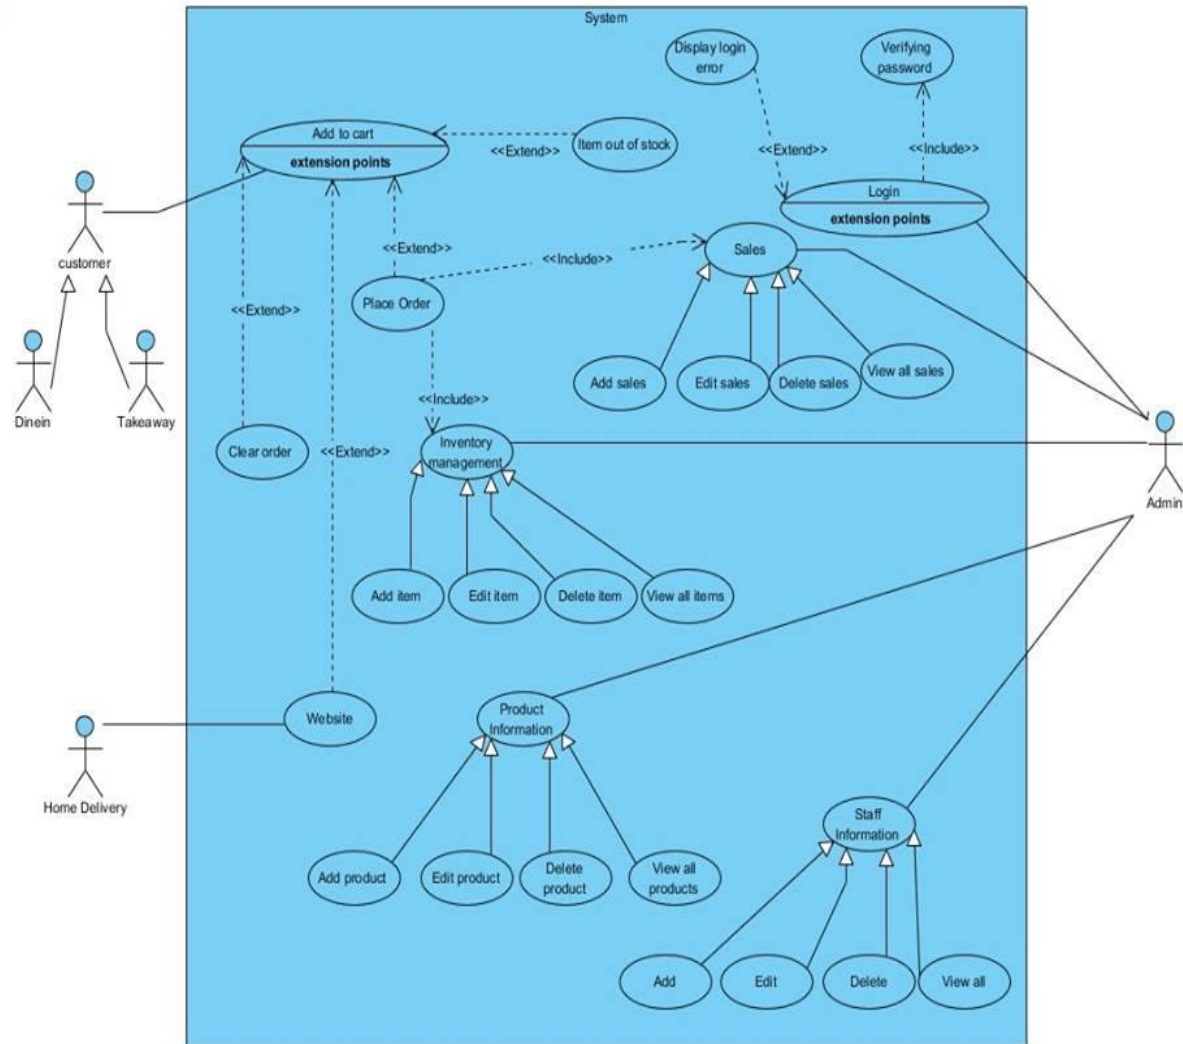 System
Display login
error
Verifying
password
Add to cart
extension points
<<Extend>>
Item out of stock
<<Extend>>
<<Include>>
Login
extension points
customer
<<Extend>>
<<Include>>
Sales
Place Order
<<Extend>>
Dinein
Takeaway
Add sales
Edit sales
Delete sales
View all sales
<<Include>>
Clear order
<<Extend>>
Inventory
management
Admin
Add item
Edit item
Delete item
View all items
Website
Product
Information
Home Delivery
Staff
Information
Add product
Edit product
Delete
product
View all
products
Add
Edit
Delete
View all